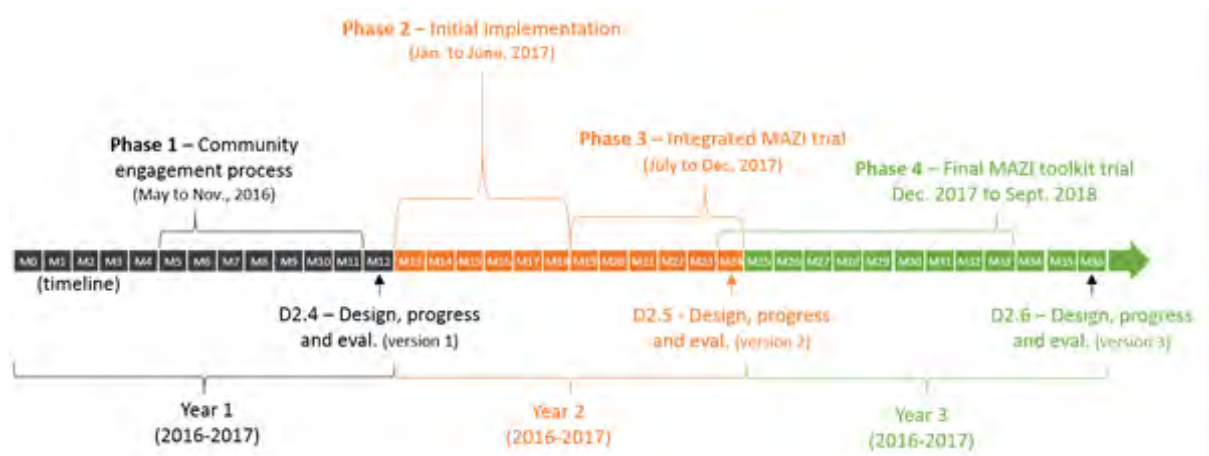 Phase 2 – Initial implementation
(Jan. to June, 2017)
Phase 1 – Community
engagement process
(May to Nov., 2016)
Phase 3 – Integrated MAZI trial
(July to Dec, 2017)
Phase 4 – Final MAZI toolkit trial
Dec. 2017 to Sept. 2018
M0 M1 M2 M3 M4 M5 M6 M7 M8 M9 M10 M11 M12 M13 M14 M15 M16 M17 M18 M19 M20 M21 M22 M23 M24 M25 M26 M27 M28 M29 M30 M31 M32 M33 M34 M35 M36
(timeline)
D2.4 – Design, progress
and eval. (version 1)
D2.5 - Design, progress
and eval. (version 2)
D2.6 – Design, progress
and eval. (version 3)
Year 1
(2016-2017)
Year 2
(2016-2017)
Year 3
(2016-2017)